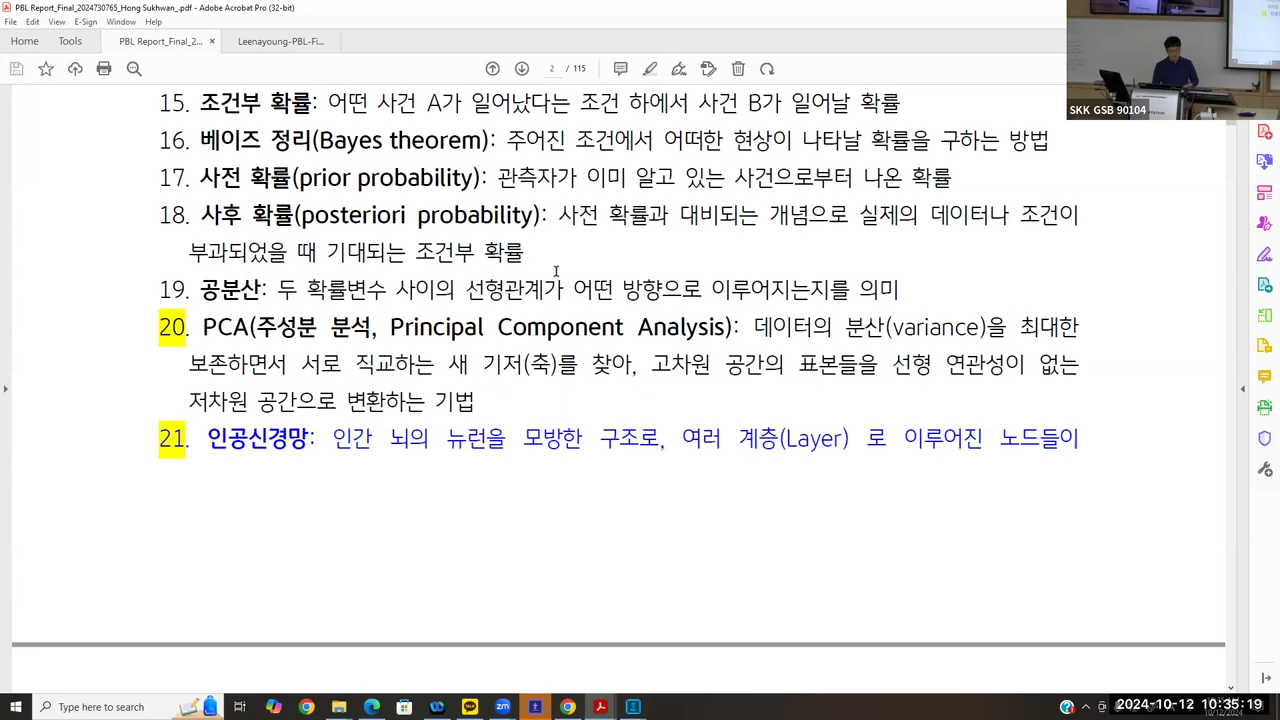 PBL Report_Final_2024730765_Hong Sukhwan_.pdf - Adobe Acrobat Pro (32-bit)
File Edit View E-Sign Window Help
Home Tools PBL Report_Final_2... × Leenayoung-PBL-Fi...
2 / 115
SKK GSB 90104
15. 조건부 확률: 어떤 사건 A가 일어났다는 조건 하에서 사건 B가 일어날 확률
16. 베이즈 정리(Bayes theorem): 주어진 조건에서 어떠한 현상이 나타날 확률을 구하는 방법
17. 사전 확률(prior probability): 관측자가 이미 알고 있는 사건으로부터 나온 확률
18. 사후 확률(posteriori probability): 사전 확률과 대비되는 개념으로 실제의 데이터나 조건이
부과되었을 때 기대되는 조건부 확률
19. 공분산: 두 확률변수 사이의 선형관계가 어떤 방향으로 이루어지는지를 의미
20. PCA(주성분 분석, Principal Component Analysis): 데이터의 분산(variance)을 최대한
보존하면서 서로 직교하는 새 기저(축)를 찾아, 고차원 공간의 표본들을 선형 연관성이 없는
저차원 공간으로 변환하는 기법
21. 인공신경망: 인간 뇌의 뉴런을 모방한 구조로, 여러 계층(Layer) 로 이루어진 노드들이
Type here to search
2024-10-12 10:35:19
10/12/2024